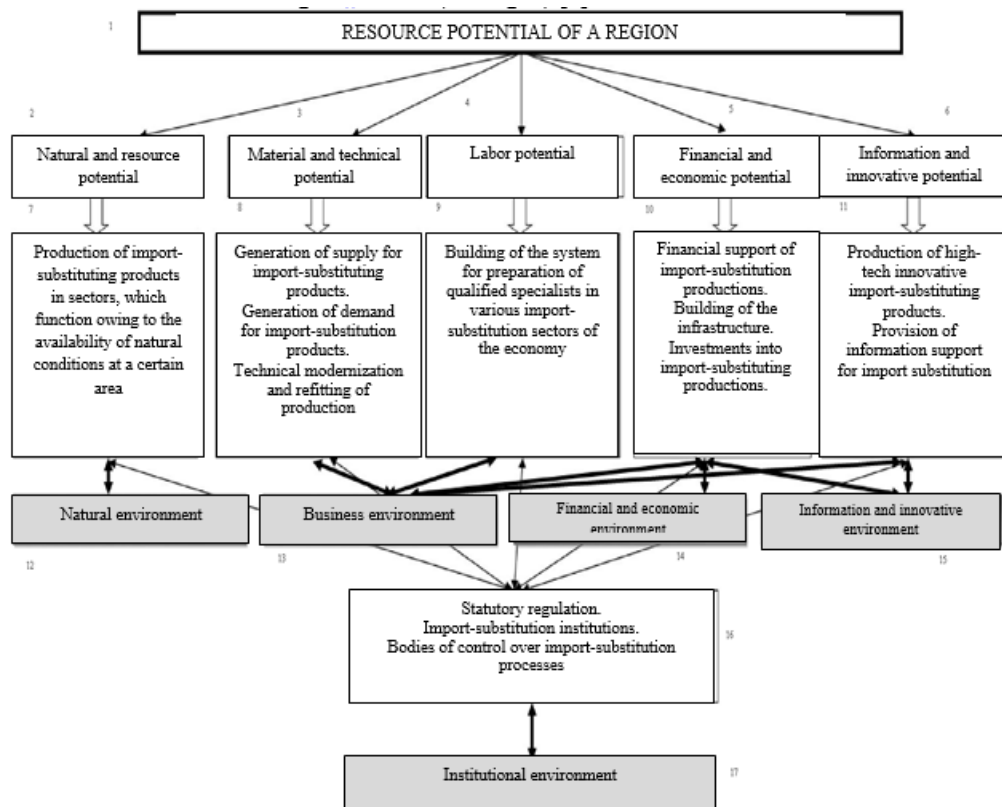 1
RESOURCE POTENTIAL OF A REGION
2
3
4
5
6
Natural and resource
potential
Material and technical
potential
Labor potential
Financial and
economic potential
Information and
innovative potential
7
8
9
10
11
Production of import-
substituting products
in sectors, which
function owing to the
availability of natural
conditions at a certain
area
Generation of supply for
import-substituting
products.
Generation of demand
for import-substitution
products.
Technical modernization
and refitting of
production
Building of the system
for preparation of
qualified specialists in
various import-
substitution sectors of
the economy
Financial support of
import-substitution
productions.
Building of the
infrastructure.
Investments into
import-substituting
productions.
Production of high-
tech innovative
import-substituting
products.
Provision of
information support
for import substitution
Natural environment
Business environment
Financial and economic
environment
Information and innovative
environment
12
13
14
15
Statutory regulation.
Import-substitution institutions.
Bodies of control over import-substitution
processes
16
Institutional environment
17